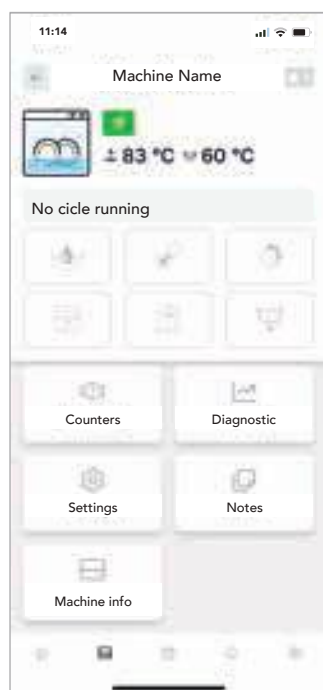 11:14
Machine Name
83 °C 60 °C
No cicle running
Counters Diagnostic
Settings Notes
Machine info